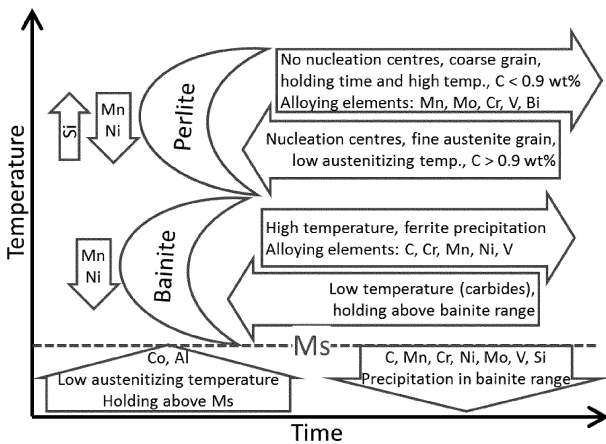 No nucleation centres, coarse grain,
holding time and high temp., C < 0.9 wt%
Alloying elements: Mn, Mo, Cr, V, Bi
Si
Mn
Ni
Perlite
Nucleation centres, fine austenite grain,
low austenitizing temp., C > 0.9 wt%
Temperature
High temperature, ferrite precipitation
Alloying elements: C, Cr, Mn, Ni, V
Mn
Ni
Bainite
Low temperature (carbides),
holding above bainite range
Ms
Co, Al
Low austenitizing temperature
Holding above Ms
C, Mn, Cr, Ni, Mo, V, Si
Precipitation in bainite range
Time